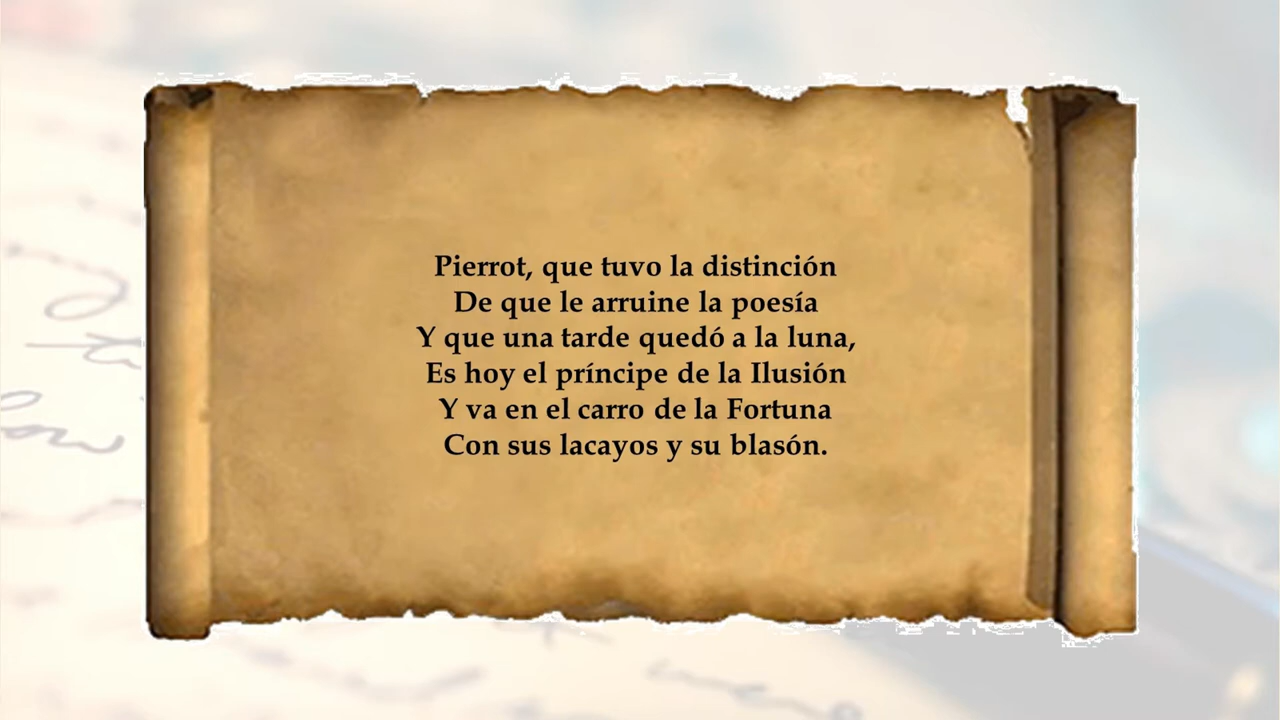 Pierrot, que tuvo la distinción
De que le arruine la poesía
Y que una tarde quedó a la luna,
Es hoy el príncipe de la Ilusión
Y va en el carro de la Fortuna
Con sus lacayos y su blasón.